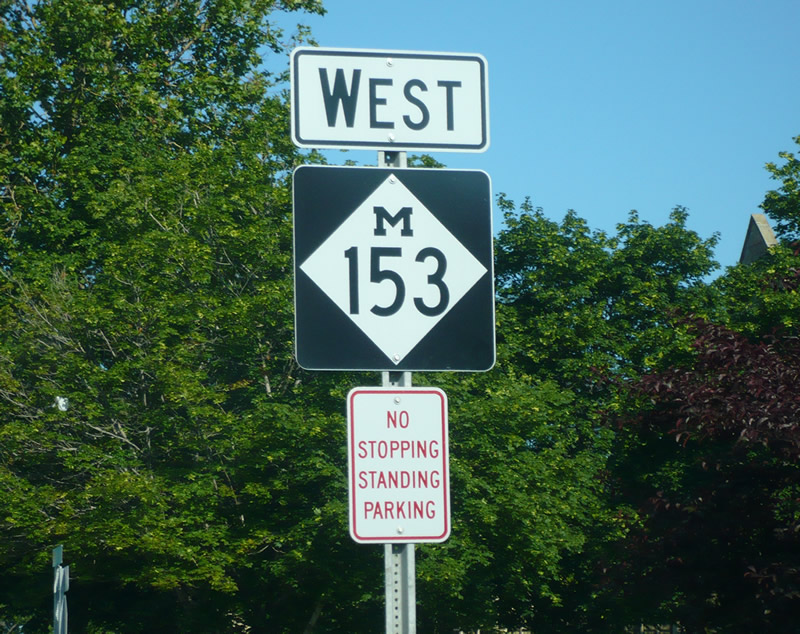 WEST
M
153
NO
STOPPING
STANDING
PARKING